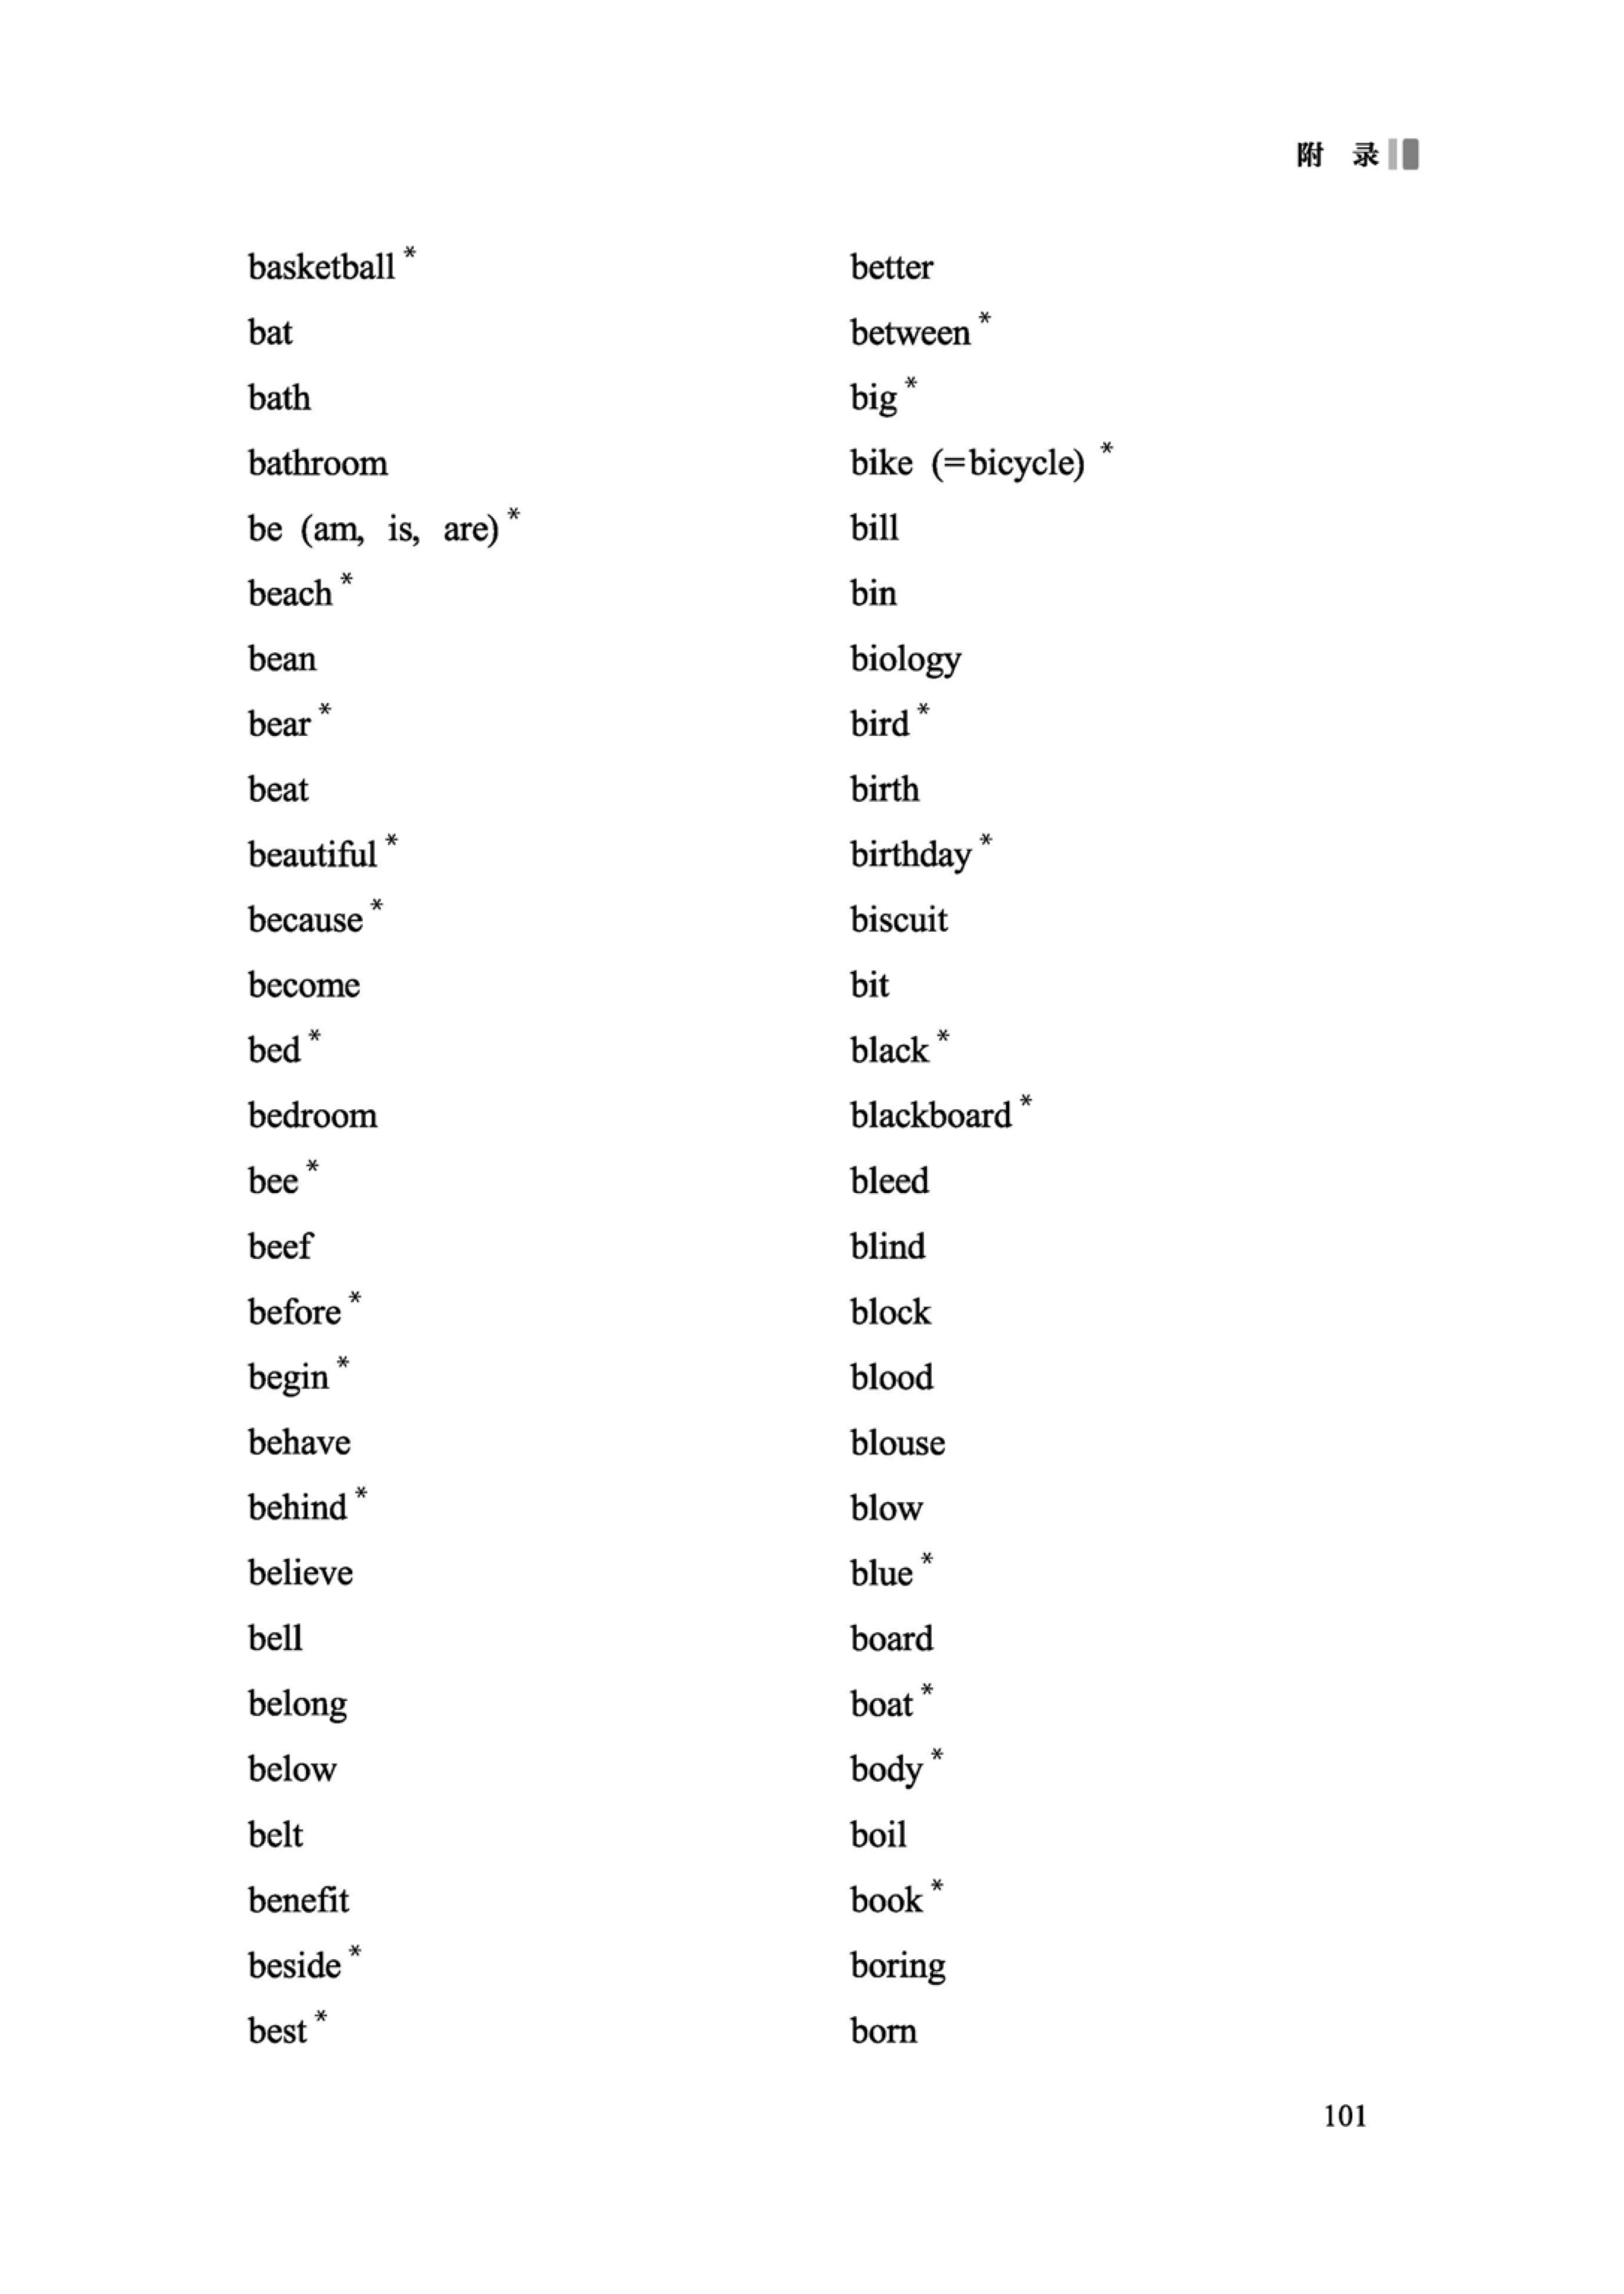 附 录
basketball *
bat
bath
bathroom
be (am, is, are) *
beach *
bean
bear *
beat
beautiful *
because *
become
bed *
bedroom
bee *
beef
before *
begin *
behave
behind *
believe
bell
belong
below
belt
benefit
beside *
best *
better
between *
big *
bike (=bicycle) *
bill
bin
biology
bird *
birth
birthday *
biscuit
bit
black *
blackboard *
bleed
blind
block
blood
blouse
blow
blue *
board
boat *
body *
boil
book *
boring
born
101